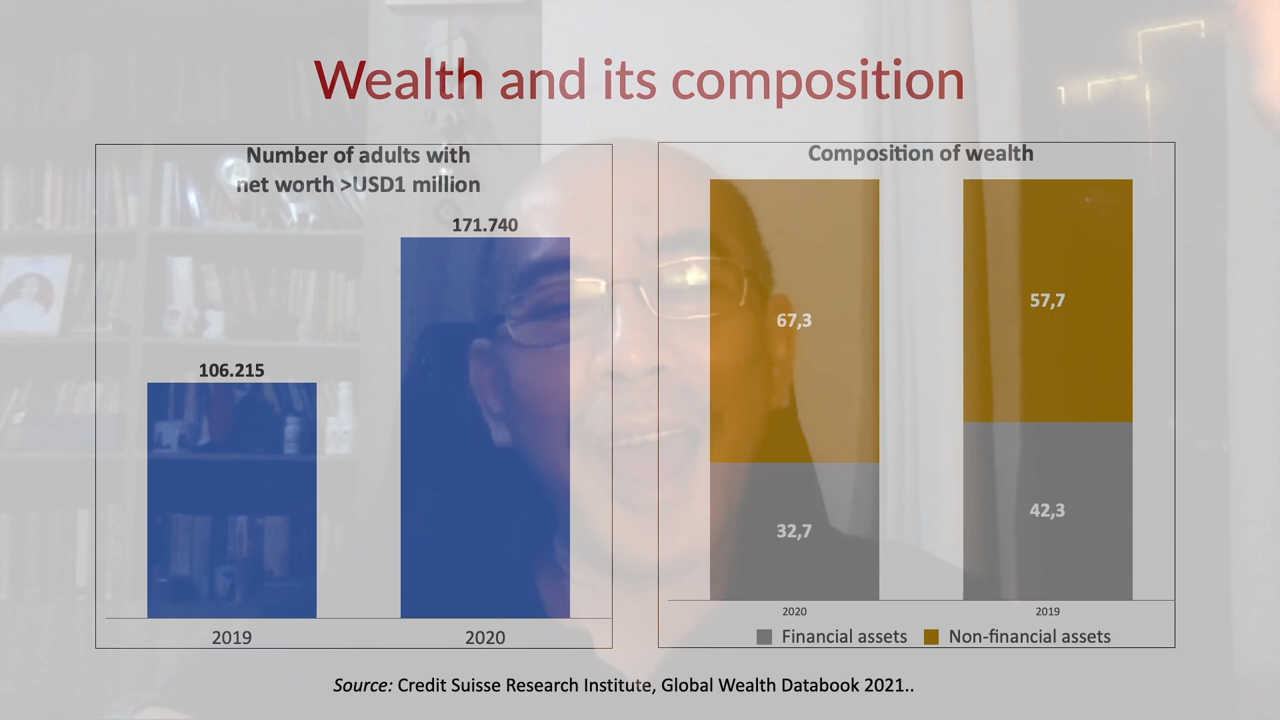 Wealth and its composition
Number of adults with
net worth >USD1 million
171.740
106.215
2019
2020
Composition of wealth
67,3
57,7
32,7
42,3
2020
2019
Financial assets
Non-financial assets
Source: Credit Suisse Research Institute, Global Wealth Databook 2021..